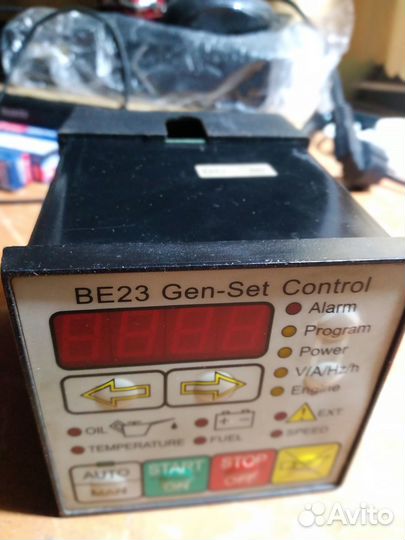 BE23 Gen-Set Control
Alarm
Program
Power
V/A/Hz/h
Engine
OIL
EXT.
TEMPERATURE
FUEL
SPEED
AUTO
MAN
START
ON
STOP
OFF
Avito